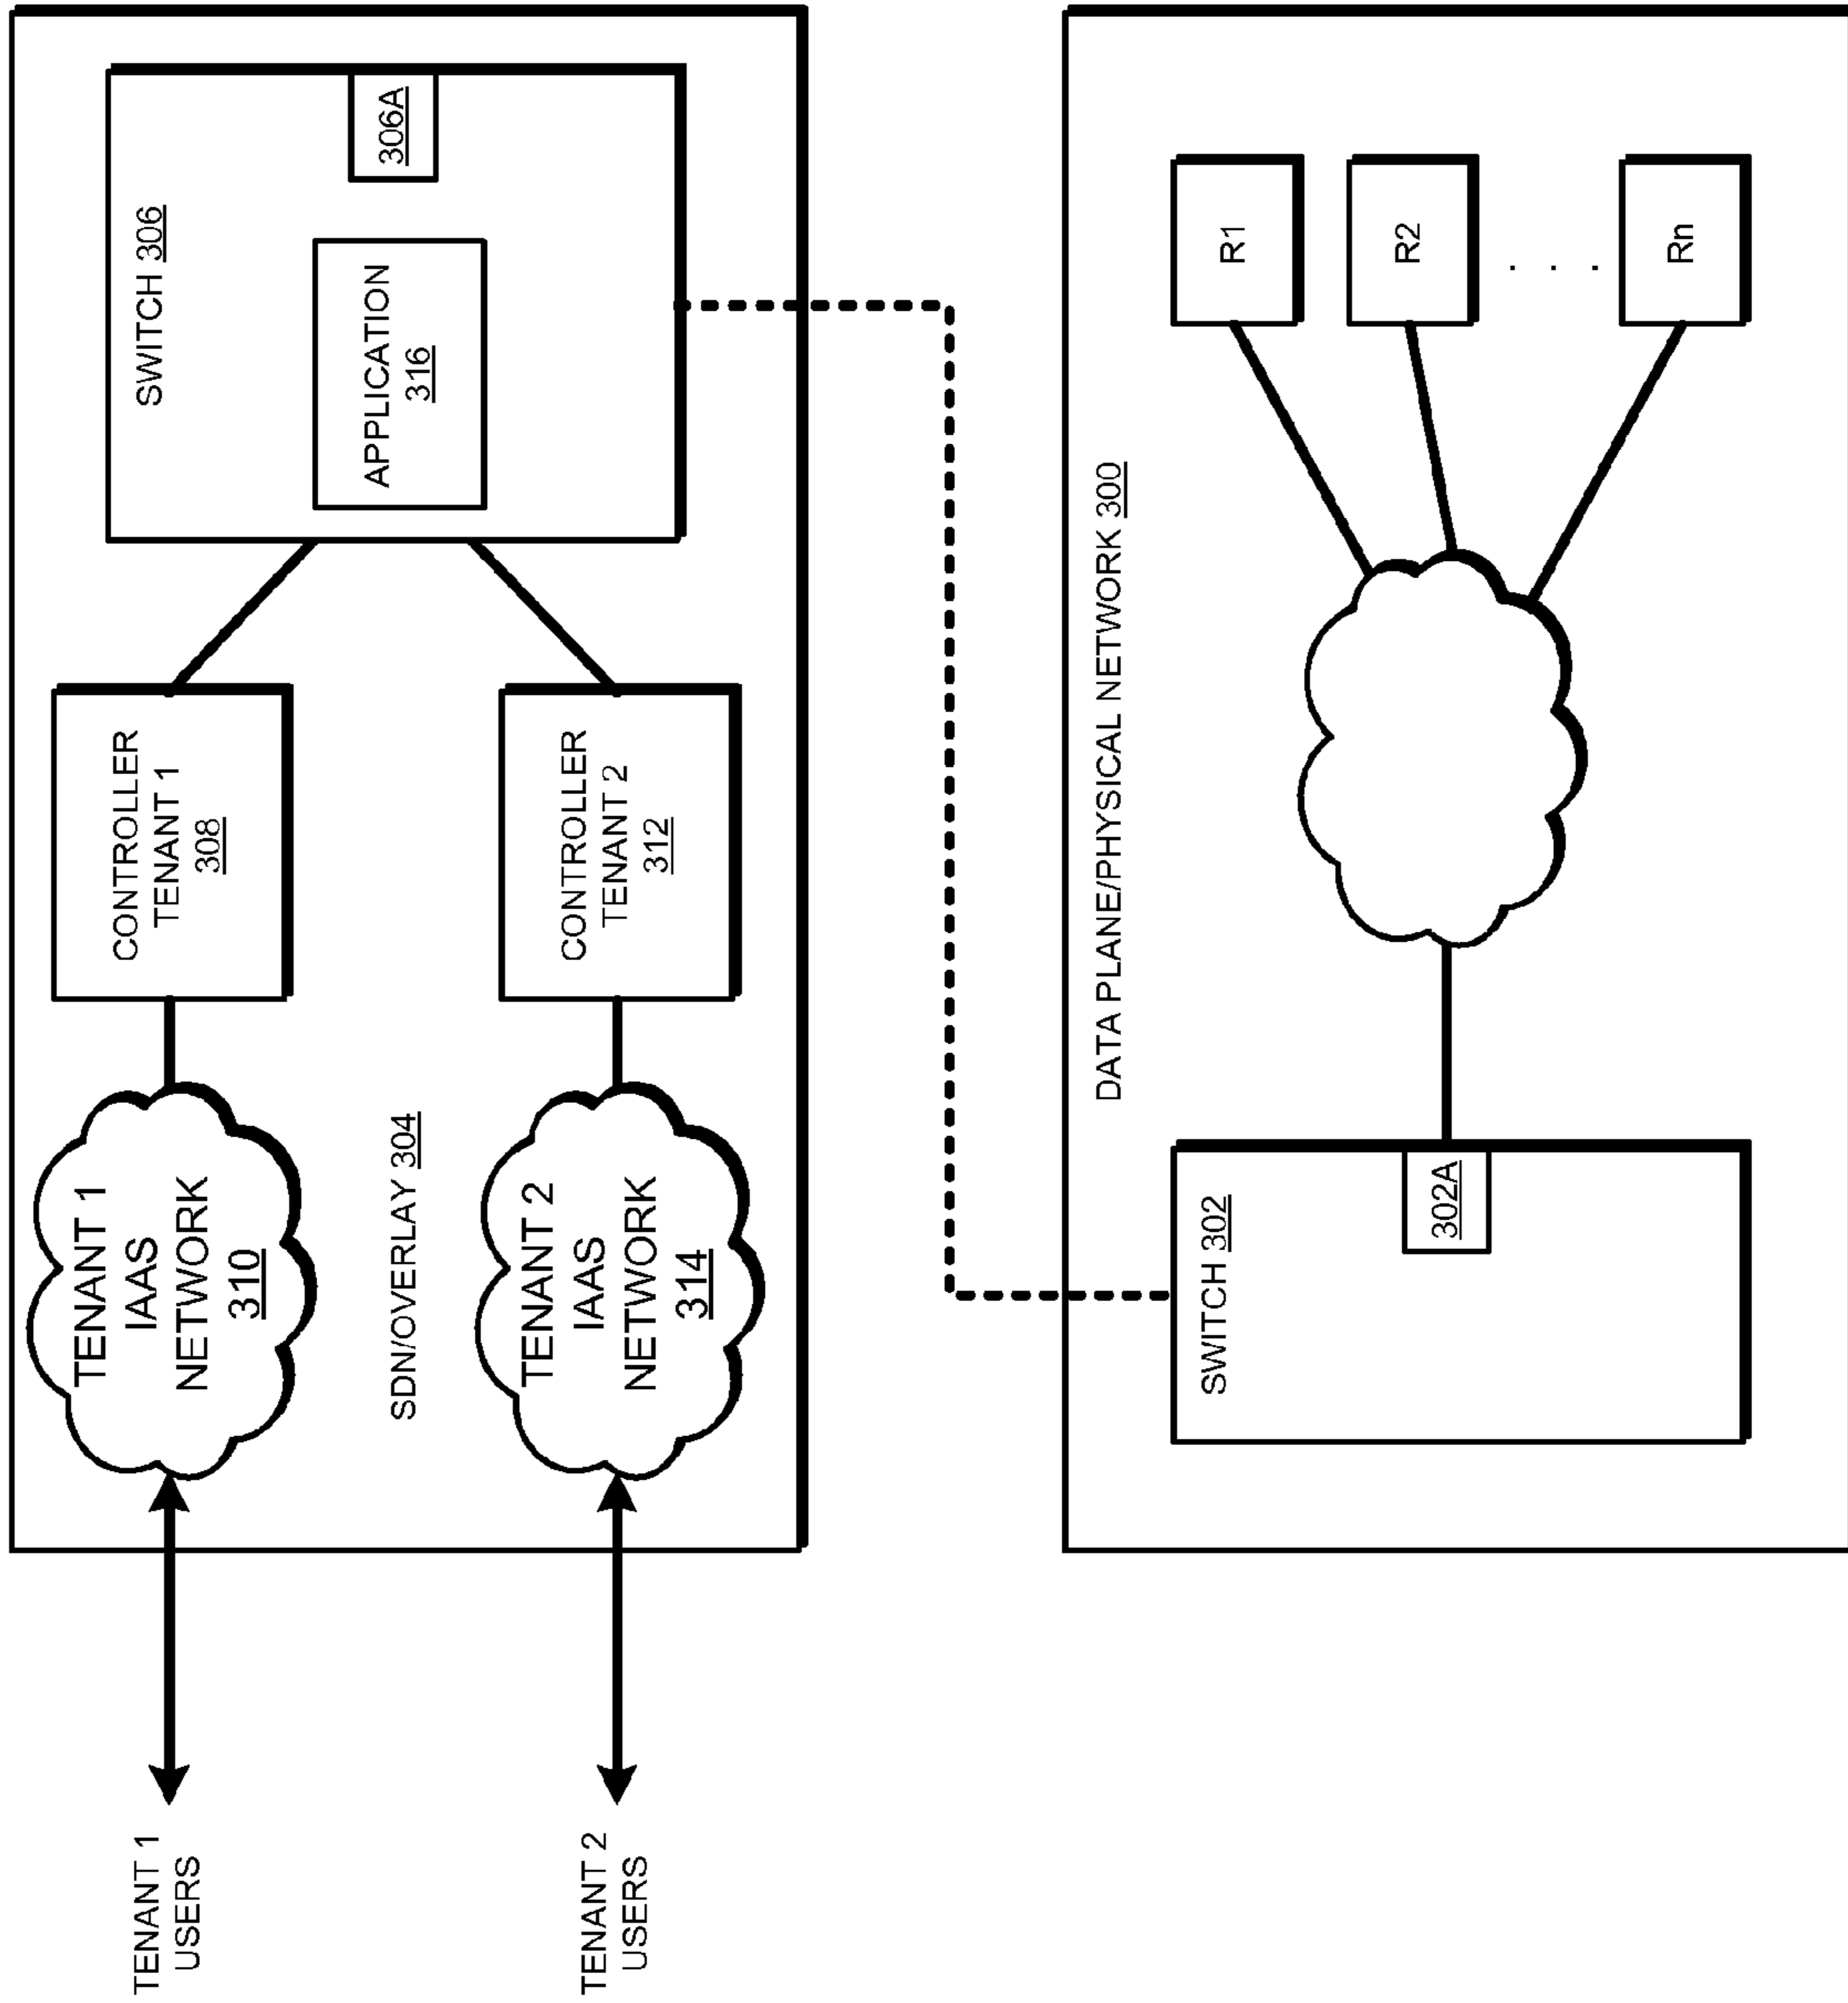 TENANT 1
USERS
TENANT 1
IAAS
NETWORK
310
CONTROLLER
TENANT 1
308
SWITCH 306
306A
APPLICATION
316
SDN/OVERLAY 304
TENANT 2
USERS
TENANT 2
IAAS
NETWORK
314
CONTROLLER
TENANT 2
312
DATA PLANE/PHYSICAL NETWORK 300
SWITCH 302
302A
R1
R2
. . .
Rn